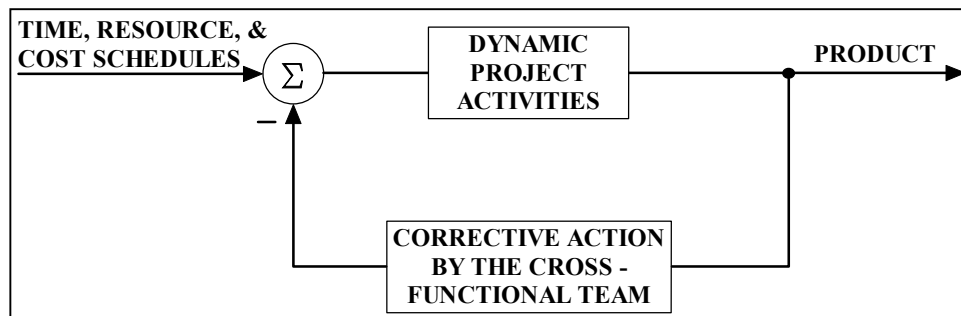 TIME, RESOURCE, &
COST SCHEDULES
Σ
–
DYNAMIC
PROJECT
ACTIVITIES
PRODUCT
CORRECTIVE ACTION
BY THE CROSS -
FUNCTIONAL TEAM